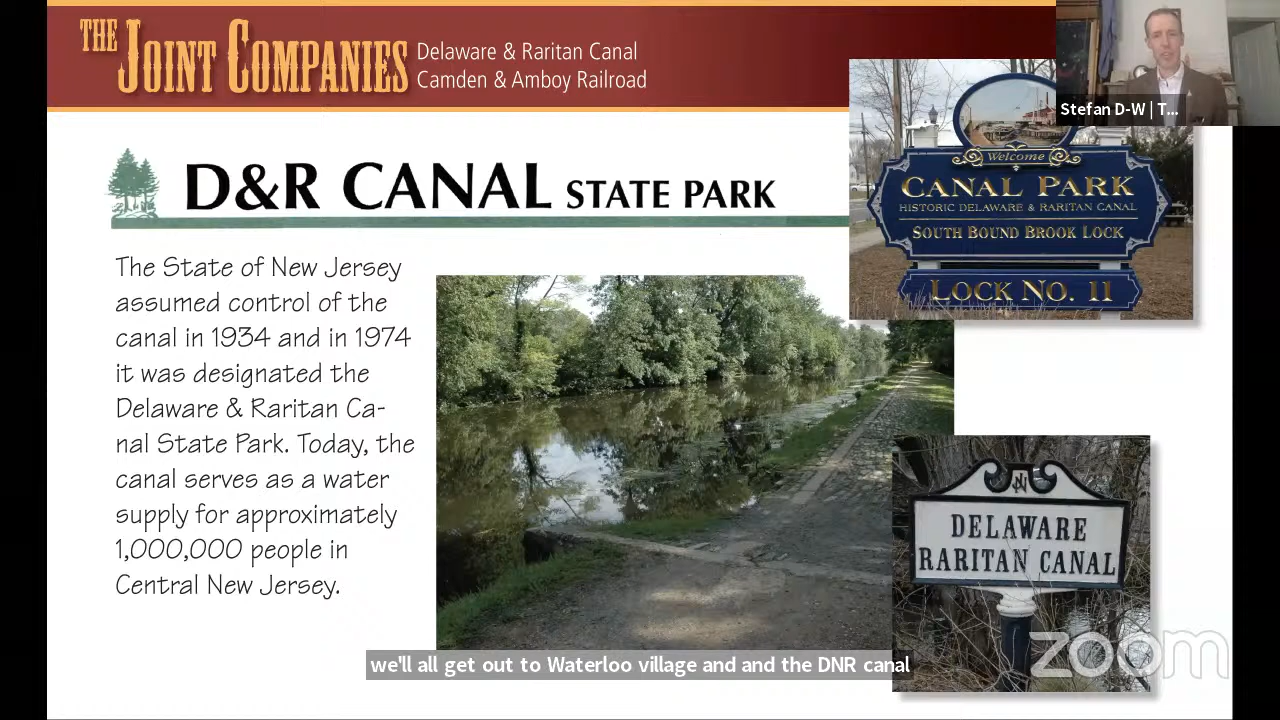 THE JOINT COMPANIES
Delaware & Raritan Canal
Camden & Amboy Railroad
Stefan D-W | T...
Welcome
CANAL PARK
HISTORIC DELAWARE & RARITAN CANAL
SOUTH BOUND BROOK LOCK
LOCK NO. 11
D&R CANAL STATE PARK
The State of New Jersey
assumed control of the
canal in 1934 and in 1974
it was designated the
Delaware & Raritan Ca-
nal State Park. Today, the
canal serves as a water
supply for approximately
1,000,000 people in
Central New Jersey.
NJ
DELAWARE
RARITAN CANAL
we'll all get out to Waterloo village and and the DNR canal
zoom